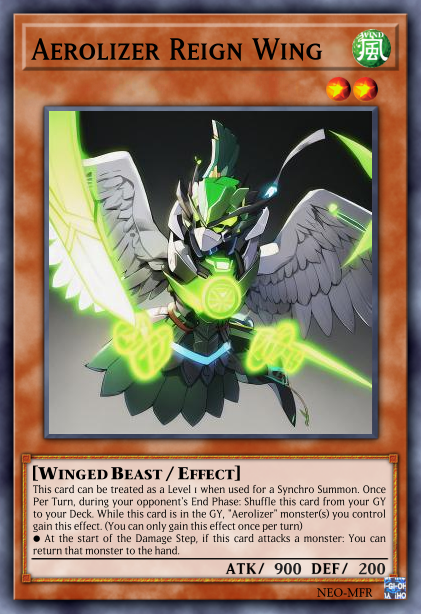 AEROLIZER REIGN WING
WIND
風
[WINGED BEAST / EFFECT]
This card can be treated as a Level 1 when used for a Synchro Summon. Once
Per Turn, during your opponent's End Phase: Shuffle this card from your GY
to your Deck. While this card is in the GY, "Aerolizer" monster(s) you control
gain this effect. (You can only gain this effect once per turn)
● At the start of the Damage Step, if this card attacks a monster: You can
return that monster to the hand.
ATK/ 900 DEF/ 200
NEO-MFR